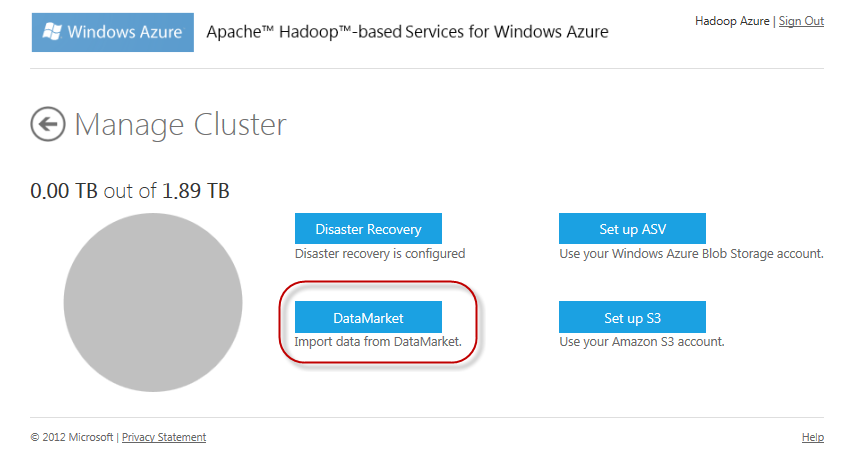 Windows Azure
Apache™ Hadoop™-based Services for Windows Azure
Hadoop Azure | Sign Out
Manage Cluster
0.00 TB out of 1.89 TB
Disaster Recovery
Disaster recovery is configured
Set up ASV
Use your Windows Azure Blob Storage account.
DataMarket
Import data from DataMarket.
Set up S3
Use your Amazon S3 account.
© 2012 Microsoft | Privacy Statement
Help